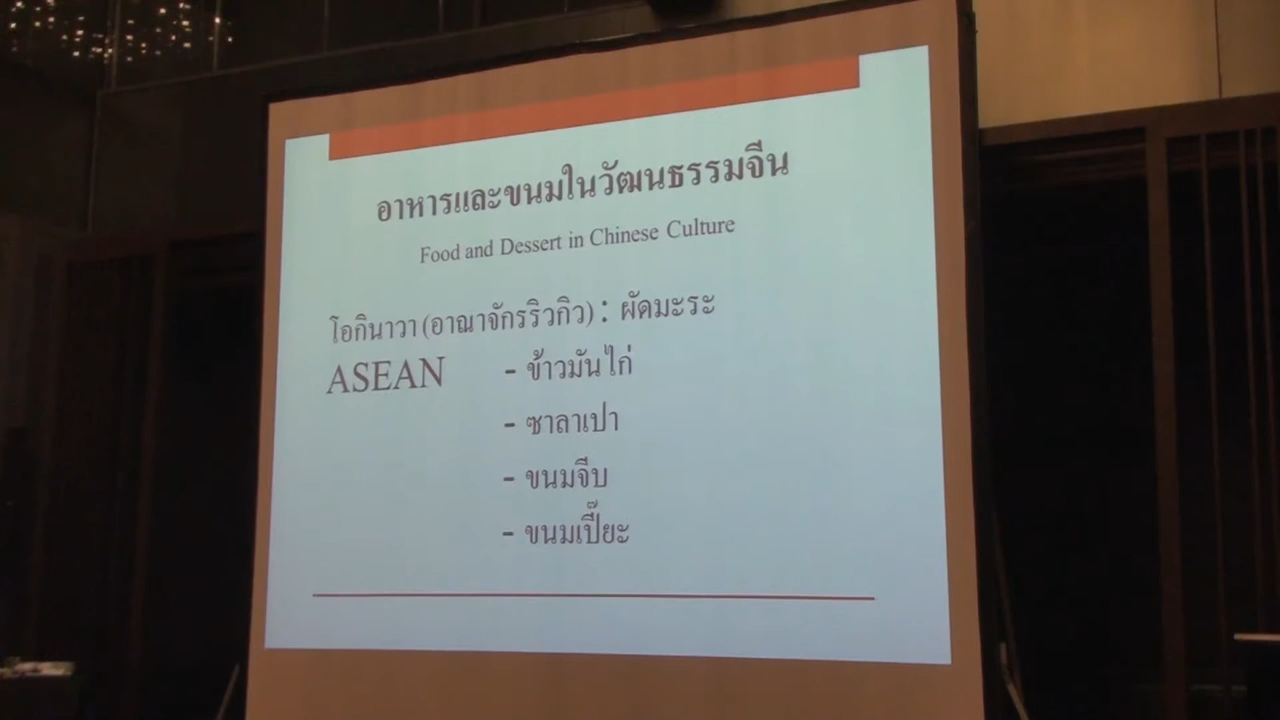 อาหารและขนมในวัฒนธรรมจีน
Food and Dessert in Chinese Culture
โอกินาวา (อาณาจักรริวกิว) : ผัดมะระ
ASEAN - ข้าวมันไก่
- ซาลาเปา
- ขนมจีบ
- ขนมเปี๊ยะ